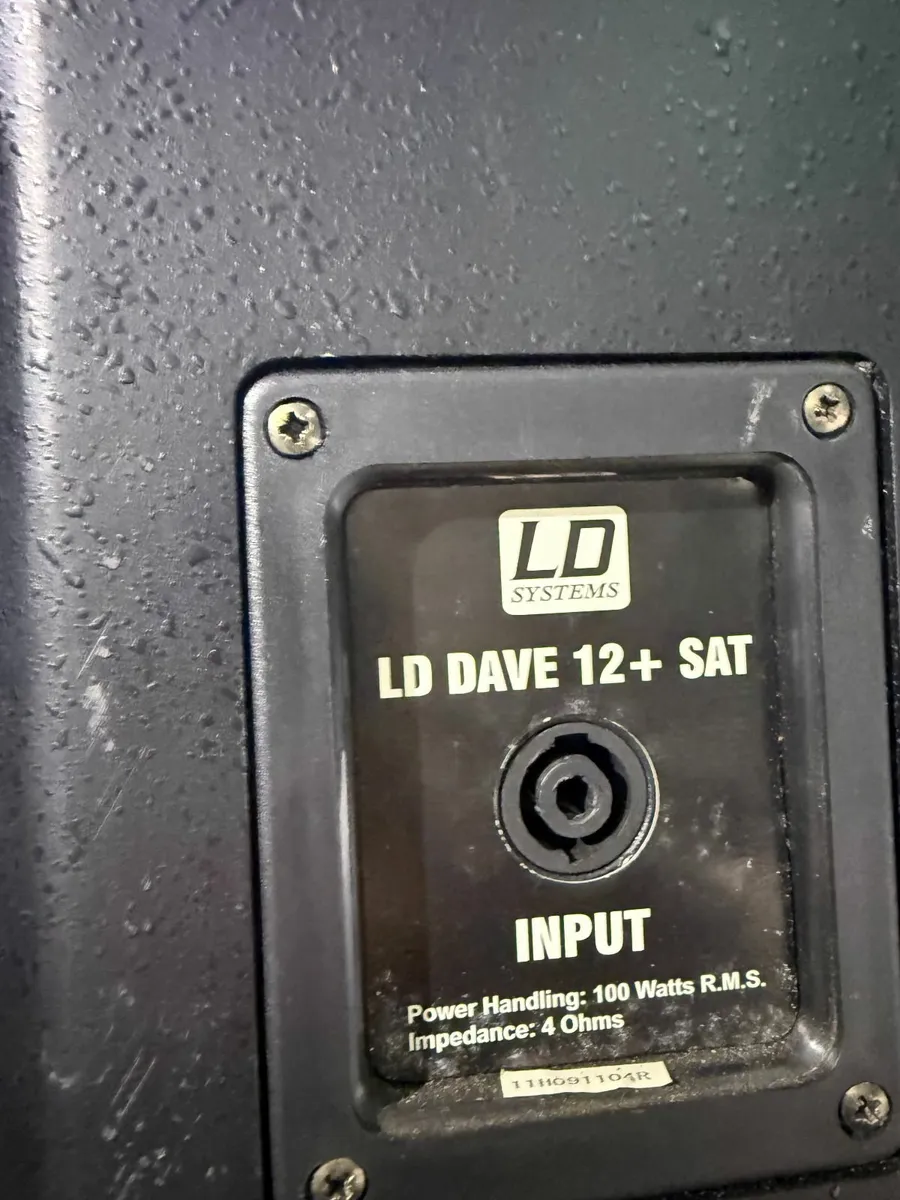 LD
SYSTEMS
LD DAVE 12+ SAT
INPUT
Power Handling: 100 Watts R.M.S.
Impedance: 4 Ohms
11H091104R